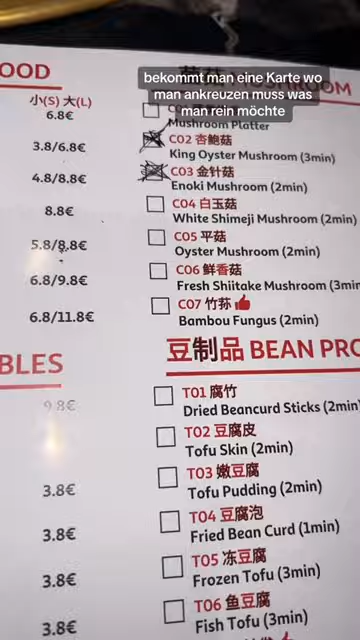 bekommt man eine Karte wo
man ankreuzen muss was
man rein möchte
OOD
MUSHROOM
小(S) 大(L)
6.8€
Mushroom Platter
3.8/6.8€
C02 杏鲍菇
King Oyster Mushroom (3min)
4.8/8.8€
C03 金针菇
Enoki Mushroom (2min)
8.8€
C04 白玉菇
White Shimeji Mushroom (2min)
5.8/8.8€
C05 平菇
Oyster Mushroom (2min)
6.8/9.8€
C06 鲜香菇
Fresh Shiitake Mushroom (3min
6.8/11.8€
C07 竹荪
Bambou Fungus (2min)
BLES
豆制品 BEAN PRO
9.8€
T01 腐竹
Dried Beancurd Sticks (2min
T02 豆腐皮
Tofu Skin (2min)
3.8€
T03 嫩豆腐
Tofu Pudding (2min)
3.8€
T04 豆腐泡
Fried Bean Curd (1min)
3.8€
T05 冻豆腐
Frozen Tofu (3min)
3.8€
T06 鱼豆腐
Fish Tofu (3min)